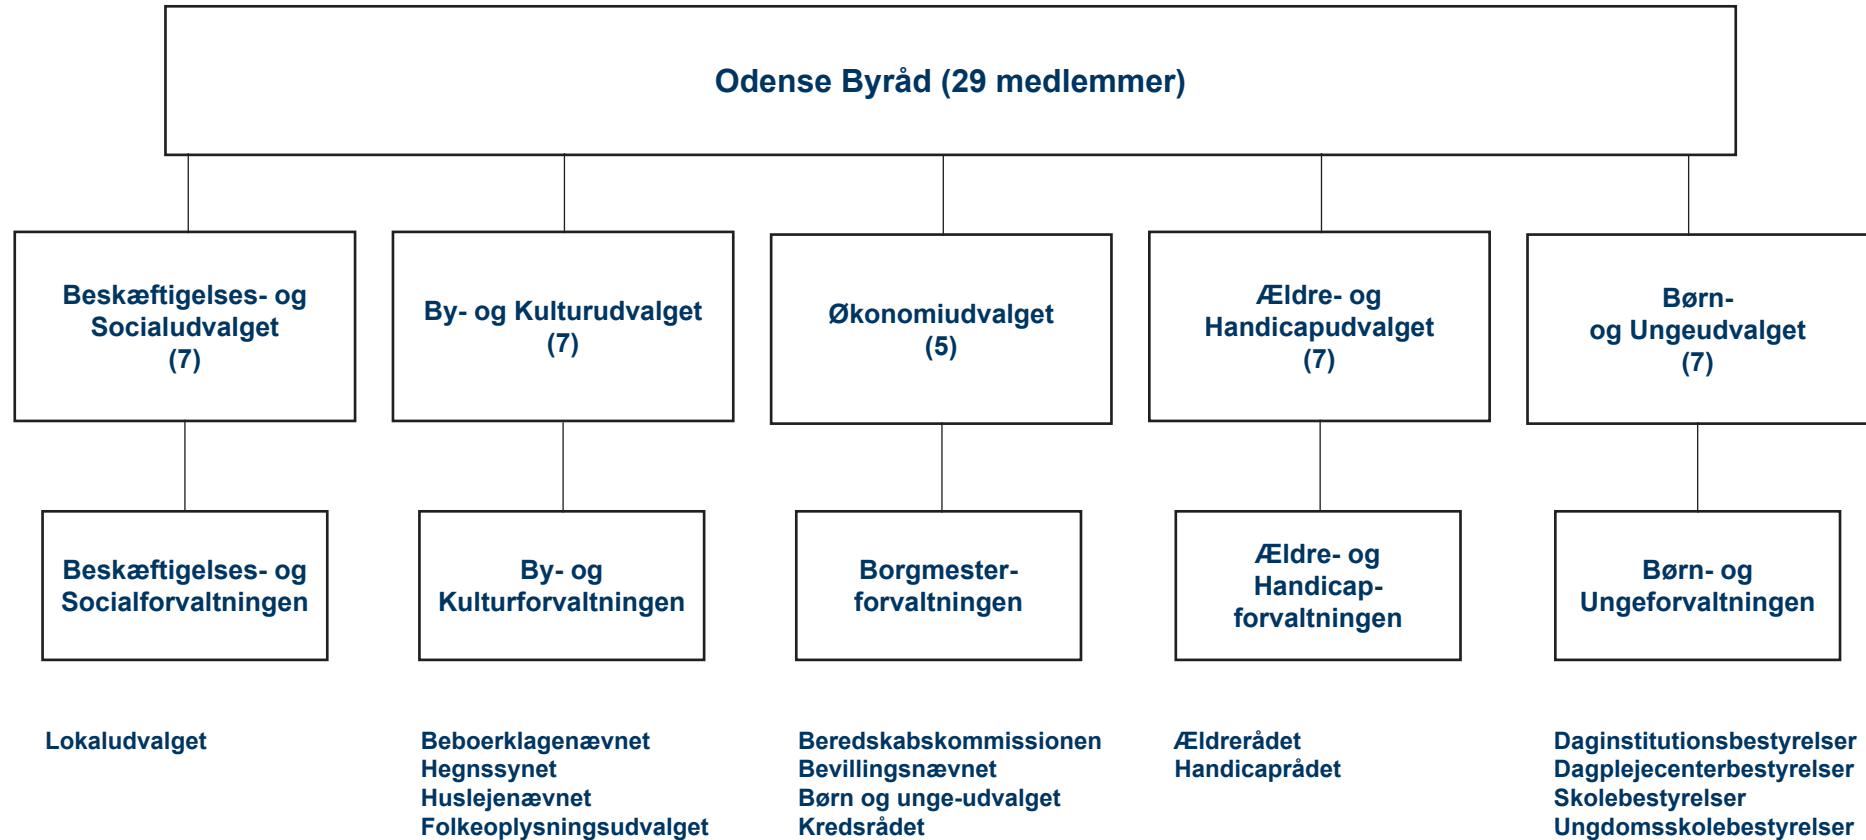 Odense Byråd (29 medlemmer)
Beskæftigelses- og
Socialudvalget
(7)
By- og Kulturudvalget
(7)
Økonomiudvalget
(5)
Ældre- og
Handicapudvalget
(7)
Børn-
og Ungeudvalget
(7)
Beskæftigelses- og
Socialforvaltningen
By- og
Kulturforvaltningen
Borgmester-
forvaltningen
Ældre- og
Handicap-
forvaltningen
Børn- og
Ungeforvaltningen
Lokaludvalget
Beboerklagenævnet
Hegnssynet
Huslejenævnet
Folkeoplysningsudvalget
Beredskabskommissionen
Bevillingsnævnet
Børn og unge-udvalget
Kredsrådet
Ældrerådet
Handicaprådet
Daginstitutionsbestyrelser
Dagplejecenterbestyrelser
Skolebestyrelser
Ungdomsskolebestyrelser